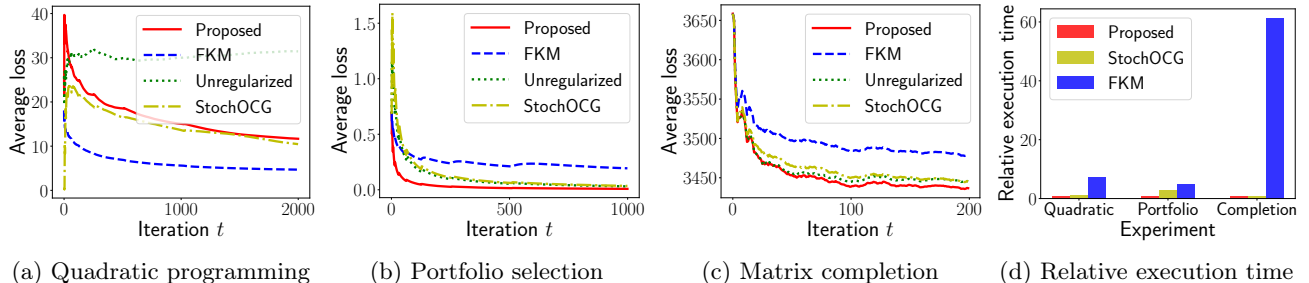 Average loss
40
30
20
10
0
Proposed
FKM
Unregularized
StochOCG
0
1000
2000
Iteration t
(a) Quadratic programming
Average loss
1.5
1.0
0.5
0.0
Proposed
FKM
Unregularized
StochOCG
0
500
1000
Iteration t
(b) Portfolio selection
Average loss
3650
3600
3550
3500
3450
Proposed
FKM
Unregularized
StochOCG
0
100
200
Iteration t
(c) Matrix completion
Relative execution time
60
40
20
0
Proposed
StochOCG
FKM
Quadratic Portfolio Completion
Experiment
(d) Relative execution time